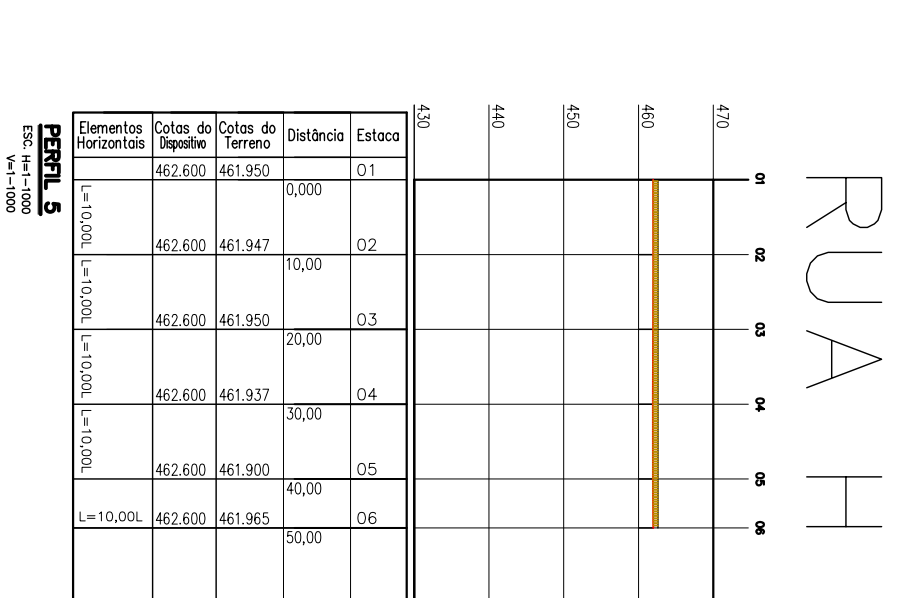 RUA H
430
440
450
460
470
Elementos Horizontais
Cotas do Dispositivo
Cotas do Terreno
Distância
Estaca
462.600 461.950 01
0,000
L=10,00L 462.600 461.947 02
10,00
L=10,00L 462.600 461.950 03
20,00
L=10,00L 462.600 461.937 04
30,00
L=10,00L 462.600 461.900 05
40,00
L=10,00L 462.600 461.965 06
50,00
01
02
03
04
05
06
PERFIL 5
ESC. H=1-1000
V=1-1000